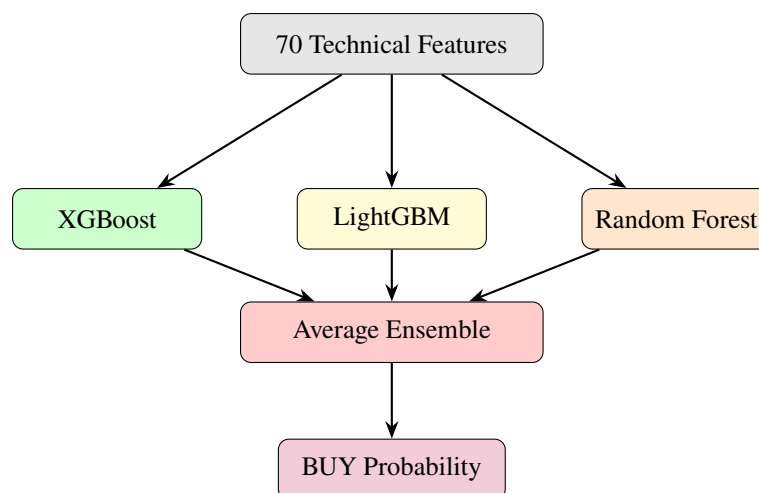 70 Technical Features
XGBoost
LightGBM
Random Forest
Average Ensemble
BUY Probability